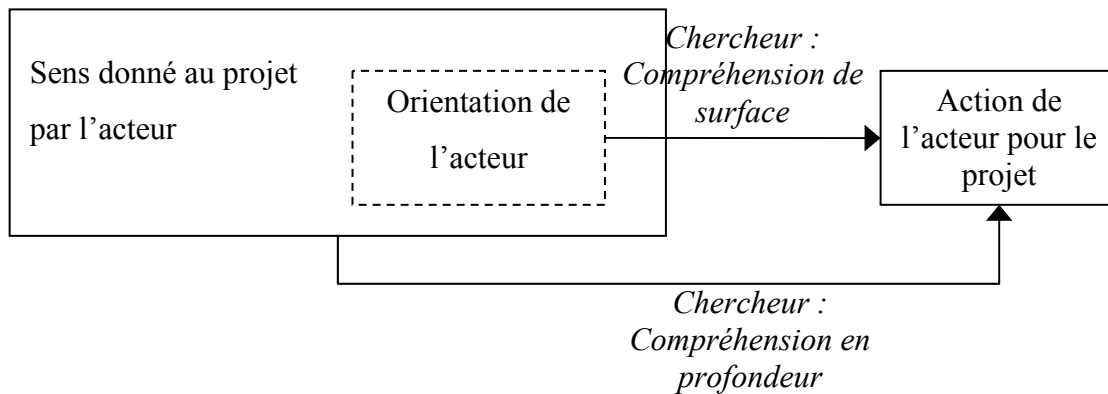 Sens donné au projet
par l’acteur
Orientation de
l’acteur
Chercheur :
Compréhension de
surface
Action de
l’acteur pour le
projet
Chercheur :
Compréhension en
profondeur